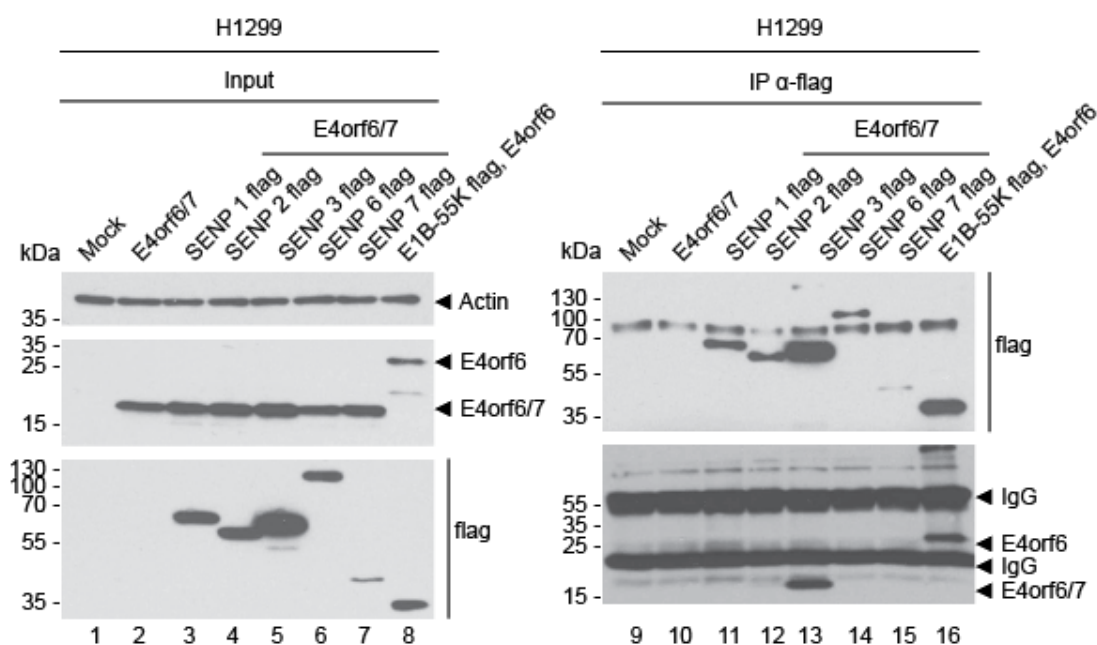 H1299
Input
E4orf6/7
Mock
E4orf6/7
SENP 1 flag
SENP 2 flag
SENP 3 flag
SENP 6 flag
SENP 7 flag
E1B-55K flag, E4orf6
kDa
35 -
Actin
35 -
25 -
15 -
E4orf6
E4orf6/7
130 -
100 -
70 -
55 -
35 -
flag
1 2 3 4 5 6 7 8
H1299
IP α-flag
E4orf6/7
Mock
E4orf6/7
SENP 1 flag
SENP 2 flag
SENP 3 flag
SENP 6 flag
SENP 7 flag
E1B-55K flag, E4orf6
kDa
130 -
100 -
70 -
55 -
35 -
flag
55 -
35 -
25 -
15 -
IgG
E4orf6
IgG
E4orf6/7
9 10 11 12 13 14 15 16